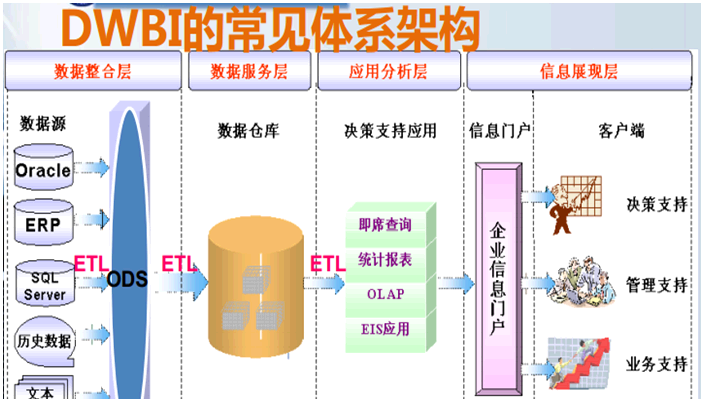 DWBI的常见体系架构
数据整合层
数据服务层
应用分析层
信息展现层
数据源
数据仓库
决策支持应用
信息门户
客户端
Oracle
ERP
SQL
Server
历史数据
文本
ETL
ODS
ETL
ETL
即席查询
统计报表
OLAP
EIS应用
企业信息门户
决策支持
管理支持
业务支持